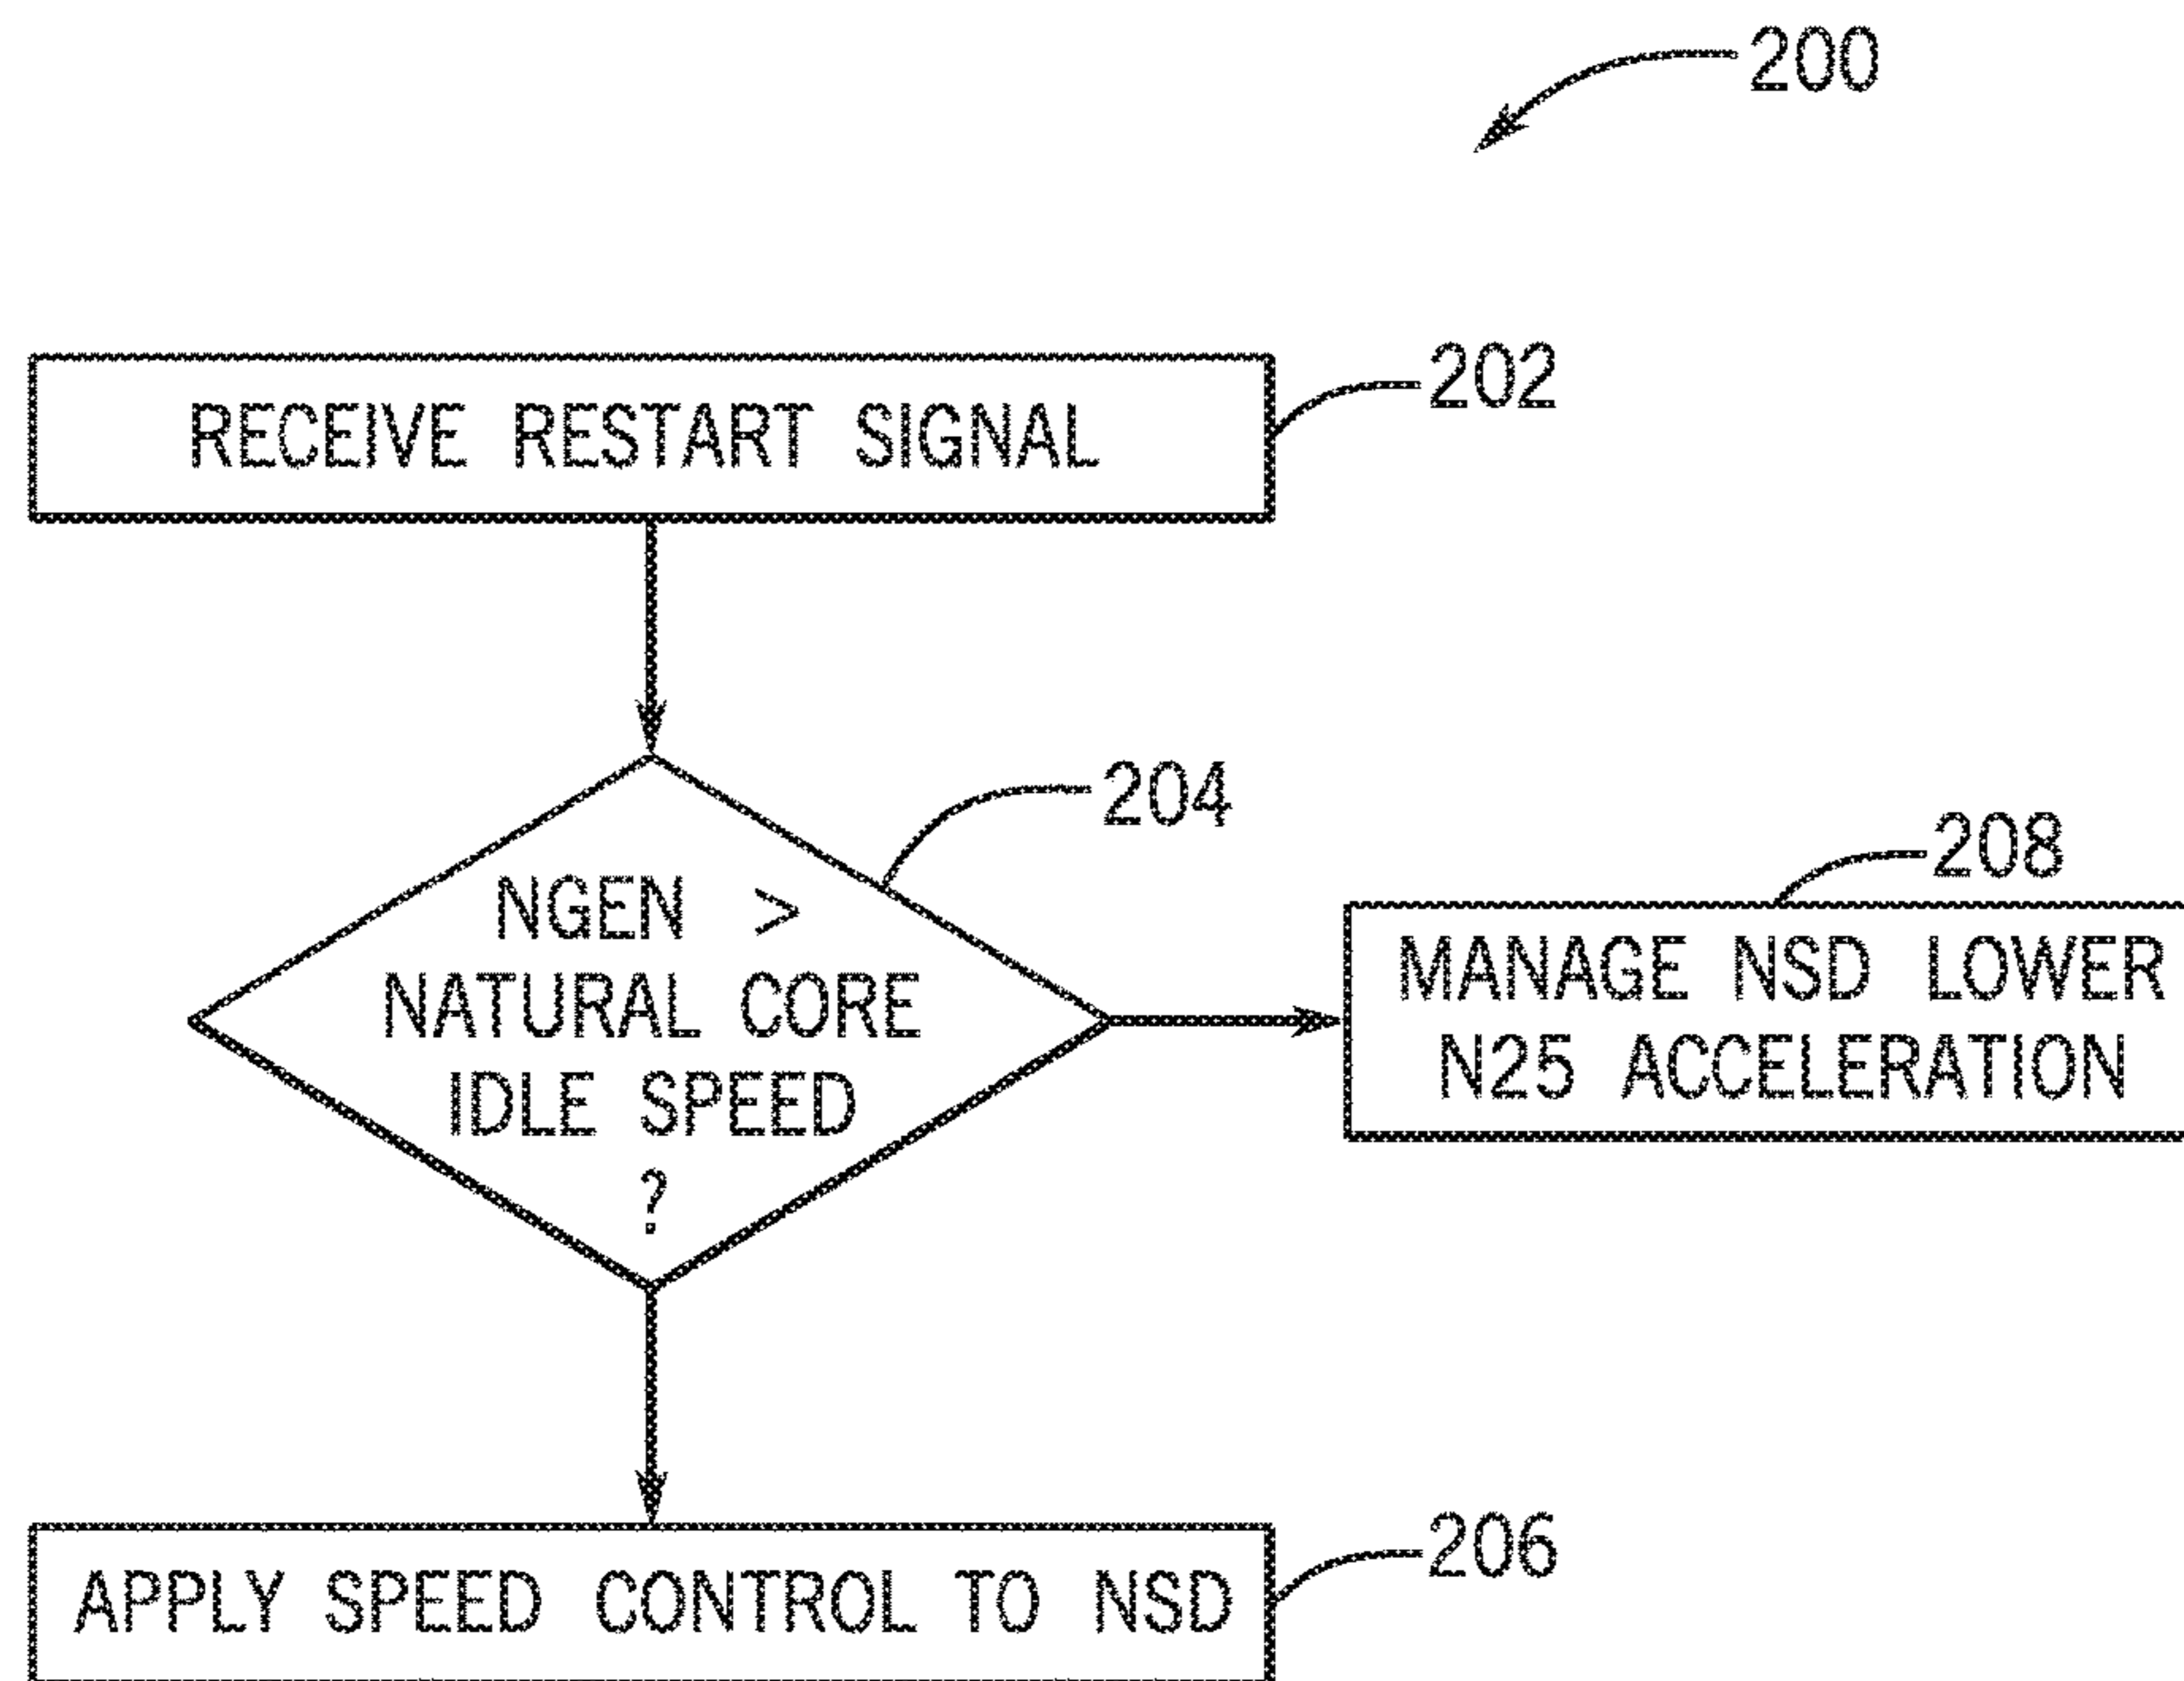 200
RECEIVE RESTART SIGNAL
202
204
NGEN >
NATURAL CORE
IDLE SPEED
?
208
MANAGE NSD LOWER
N25 ACCELERATION
206
APPLY SPEED CONTROL TO NSD